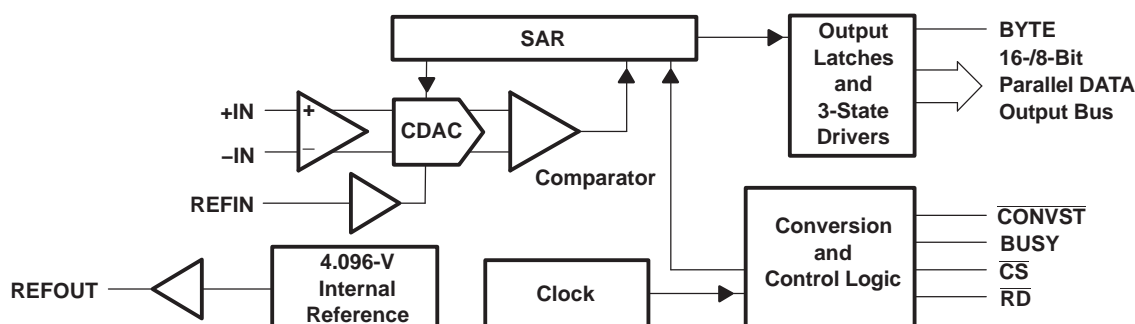 SAR
Output
Latches
and
3-State
Drivers
BYTE
16-/8-Bit
Parallel DATA
Output Bus
+IN
–IN
+
–
CDAC
Comparator
REFIN
Conversion
and
Control Logic
CONVST
BUSY
CS
RD
REFOUT
4.096-V
Internal
Reference
Clock